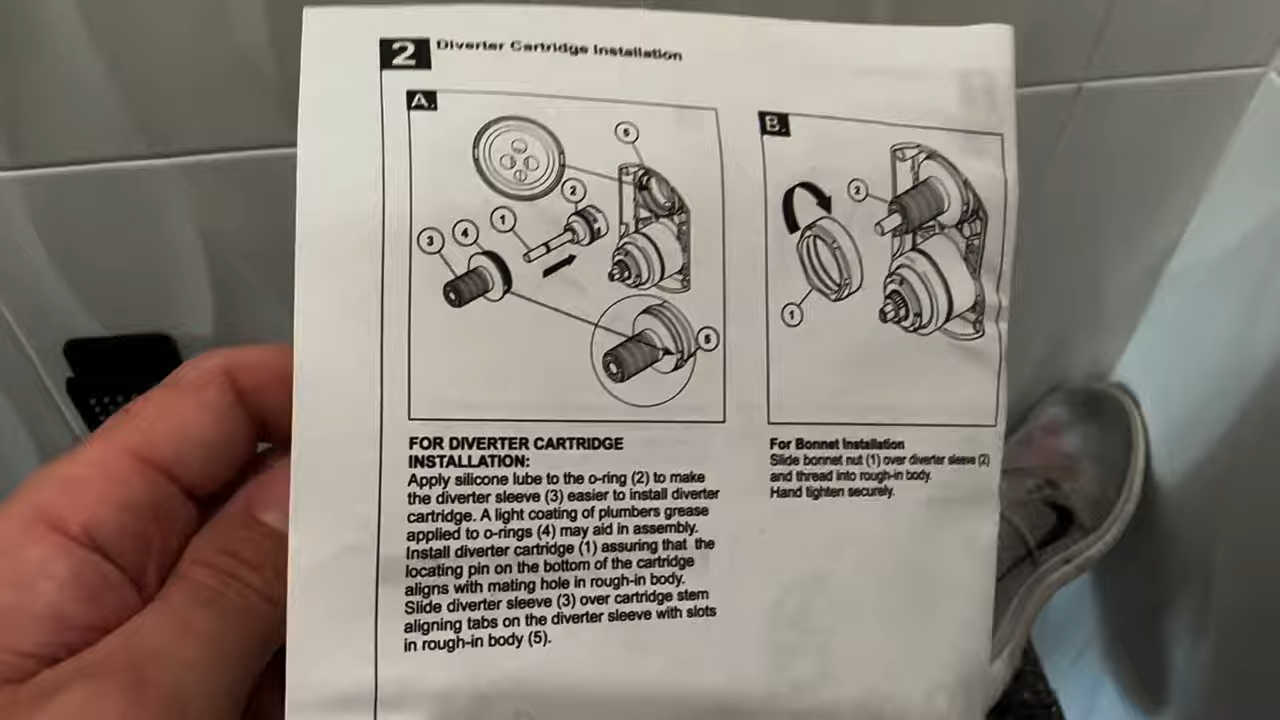 2 Diverter Cartridge Installation
A.
6
2
1
4
3
5
FOR DIVERTER CARTRIDGE
INSTALLATION:
Apply silicone lube to the o-ring (2) to make
the diverter sleeve (3) easier to install diverter
cartridge. A light coating of plumbers grease
applied to o-rings (4) may aid in assembly.
Install diverter cartridge (1) assuring that the
locating pin on the bottom of the cartridge
aligns with mating hole in rough-in body.
Slide diverter sleeve (3) over cartridge stem
aligning tabs on the diverter sleeve with slots
in rough-in body (5).
B.
2
1
For Bonnet Installation
Slide bonnet nut (1) over diverter sleeve (2)
and thread into rough-in body.
Hand tighten securely.